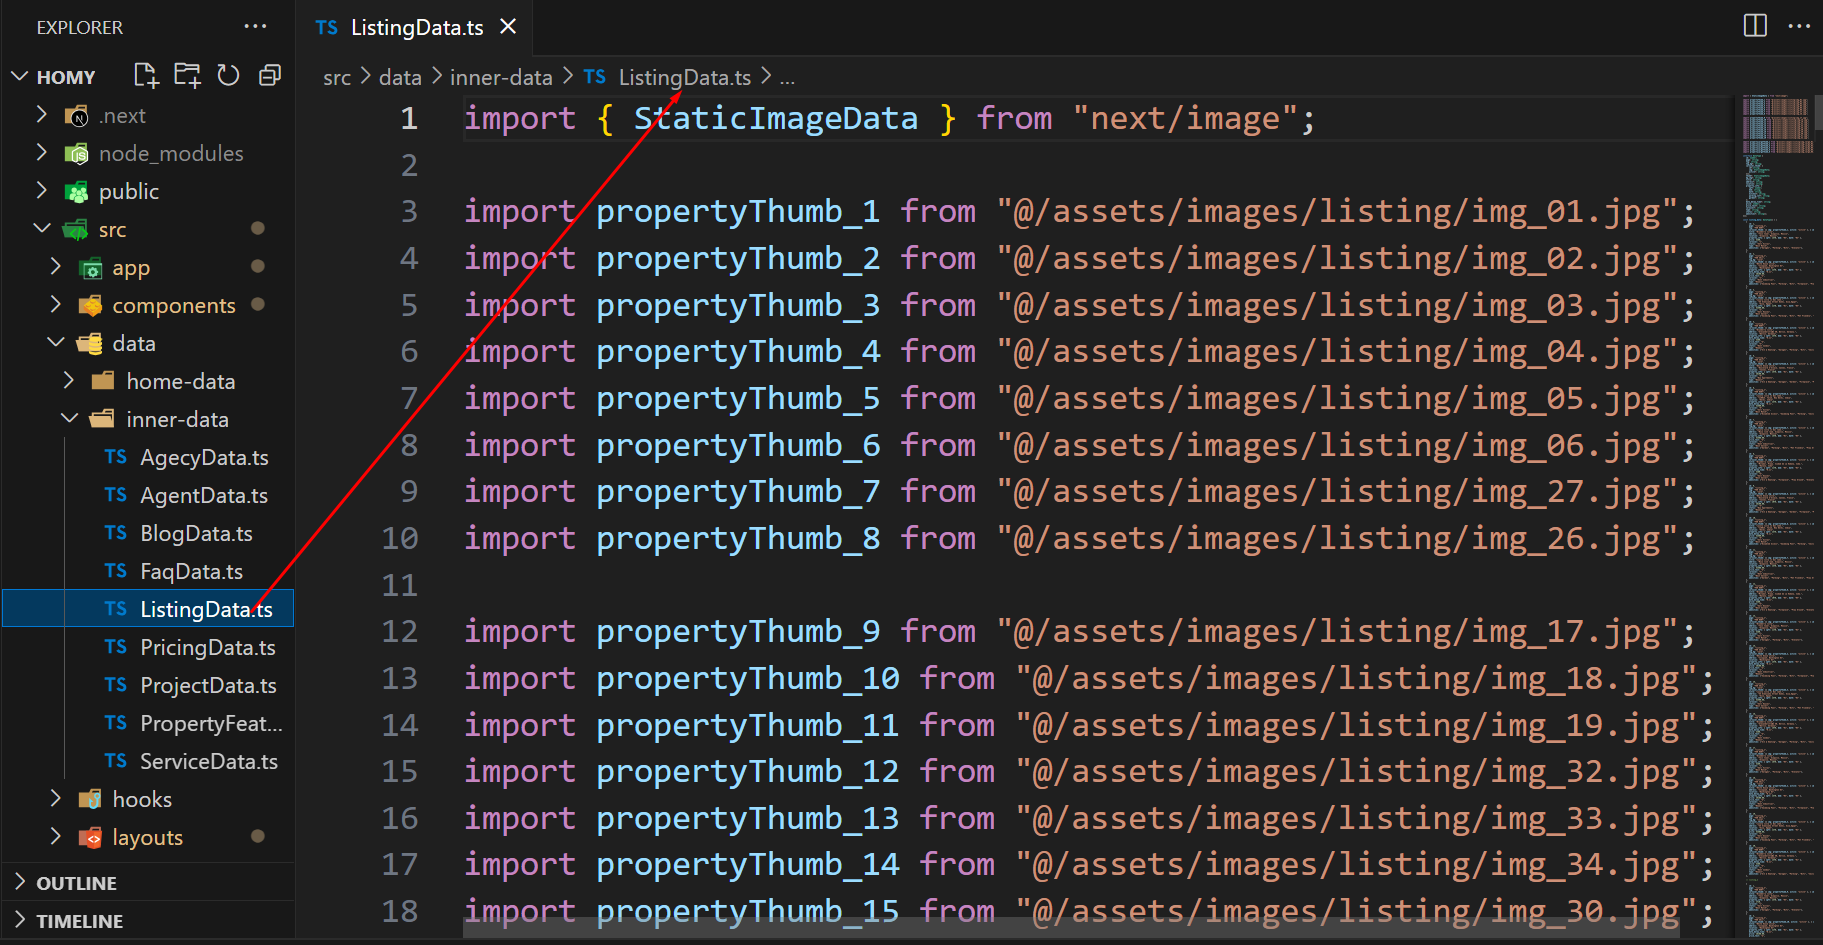 EXPLORER
HOMY
.next
node_modules
public
src
app
components
data
home-data
inner-data
TS AgecyData.ts
TS AgentData.ts
TS BlogData.ts
TS FaqData.ts
TS ListingData.ts
TS PricingData.ts
TS ProjectData.ts
TS PropertyFeat...
TS ServiceData.ts
hooks
layouts
OUTLINE
TIMELINE
TS ListingData.ts
src > data > inner-data > TS ListingData.ts > ...
1 import { StaticImageData } from "next/image";
2
3 import propertyThumb_1 from "@/assets/images/listing/img_01.jpg";
4 import propertyThumb_2 from "@/assets/images/listing/img_02.jpg";
5 import propertyThumb_3 from "@/assets/images/listing/img_03.jpg";
6 import propertyThumb_4 from "@/assets/images/listing/img_04.jpg";
7 import propertyThumb_5 from "@/assets/images/listing/img_05.jpg";
8 import propertyThumb_6 from "@/assets/images/listing/img_06.jpg";
9 import propertyThumb_7 from "@/assets/images/listing/img_27.jpg";
10 import propertyThumb_8 from "@/assets/images/listing/img_26.jpg";
11
12 import propertyThumb_9 from "@/assets/images/listing/img_17.jpg";
13 import propertyThumb_10 from "@/assets/images/listing/img_18.jpg";
14 import propertyThumb_11 from "@/assets/images/listing/img_19.jpg";
15 import propertyThumb_12 from "@/assets/images/listing/img_32.jpg";
16 import propertyThumb_13 from "@/assets/images/listing/img_33.jpg";
17 import propertyThumb_14 from "@/assets/images/listing/img_34.jpg";
18 import propertyThumb_15 from "@/assets/images/listing/img_30.jpg";